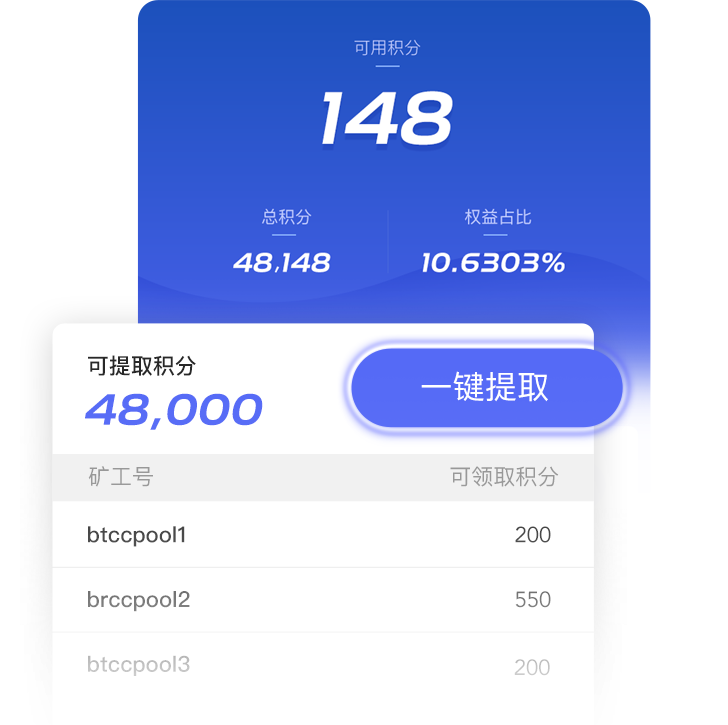 可用积分
148
总积分 权益占比
48,148 10.6303%
可提取积分
48,000
一键提取
矿工号 可领取积分
btccpool1 200
brccpool2 550
btccpool3 200